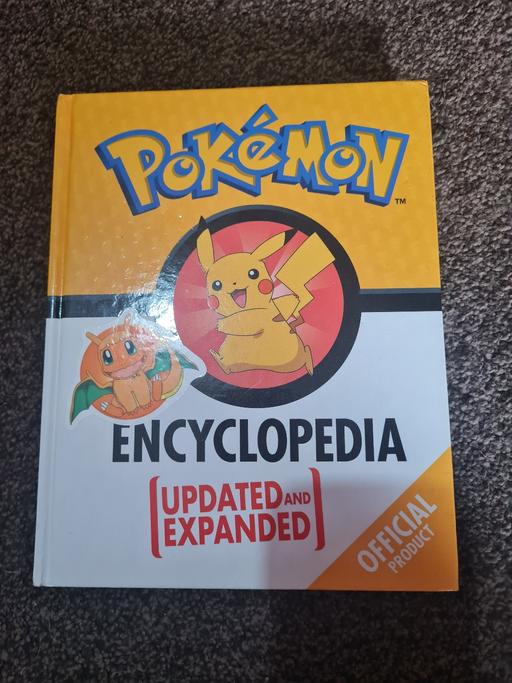 POKéMON
TM
ENCYCLOPEDIA
UPDATED AND
EXPANDED
OFFICIAL
PRODUCT